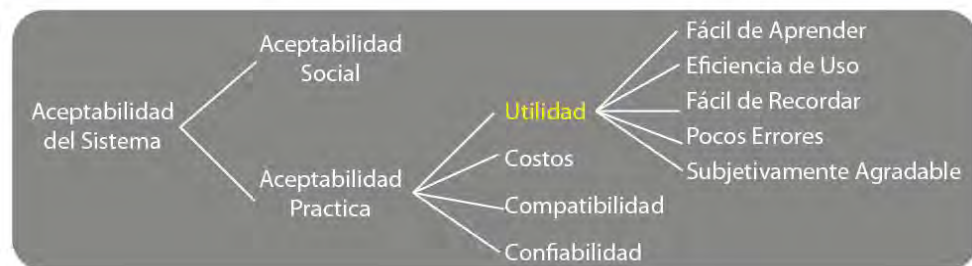 Aceptabilidad
del Sistema
Aceptabilidad
Social
Aceptabilidad
Practica
Utilidad
Costos
Compatibilidad
Confiabilidad
Fácil de Aprender
Eficiencia de Uso
Fácil de Recordar
Pocos Errores
Subjetivamente Agradable